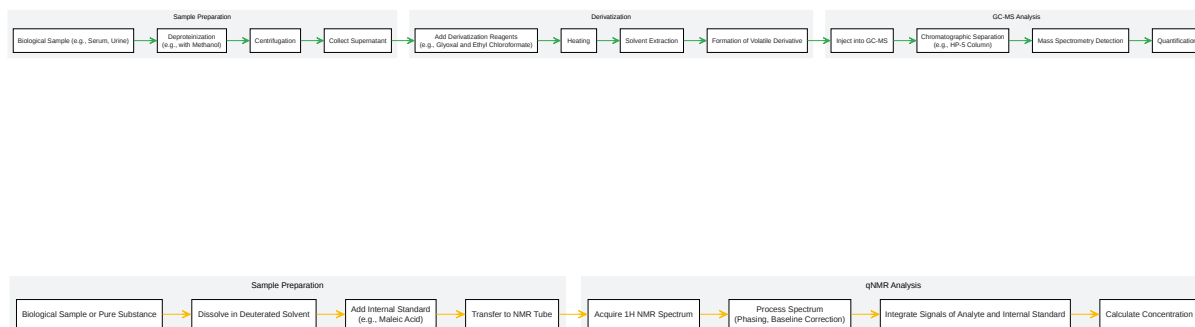 Sample Preparation
Derivatization
GC-MS Analysis
Biological Sample (e.g., Serum, Urine)
Deproteinization
(e.g., with Methanol)
Centrifugation
Collect Supernatant
Add Derivatization Reagents
(e.g., Glyoxal and Ethyl Chloroformate)
Heating
Solvent Extraction
Formation of Volatile Derivative
Inject into GC-MS
Chromatographic Separation
(e.g., HP-5 Column)
Mass Spectrometry Detection
Quantification
Sample Preparation
qNMR Analysis
Biological Sample or Pure Substance
Dissolve in Deuterated Solvent
Add Internal Standard
(e.g., Maleic Acid)
Transfer to NMR Tube
Acquire 1H NMR Spectrum
Process Spectrum
(Phasing, Baseline Correction)
Integrate Signals of Analyte and Internal Standard
Calculate Concentration